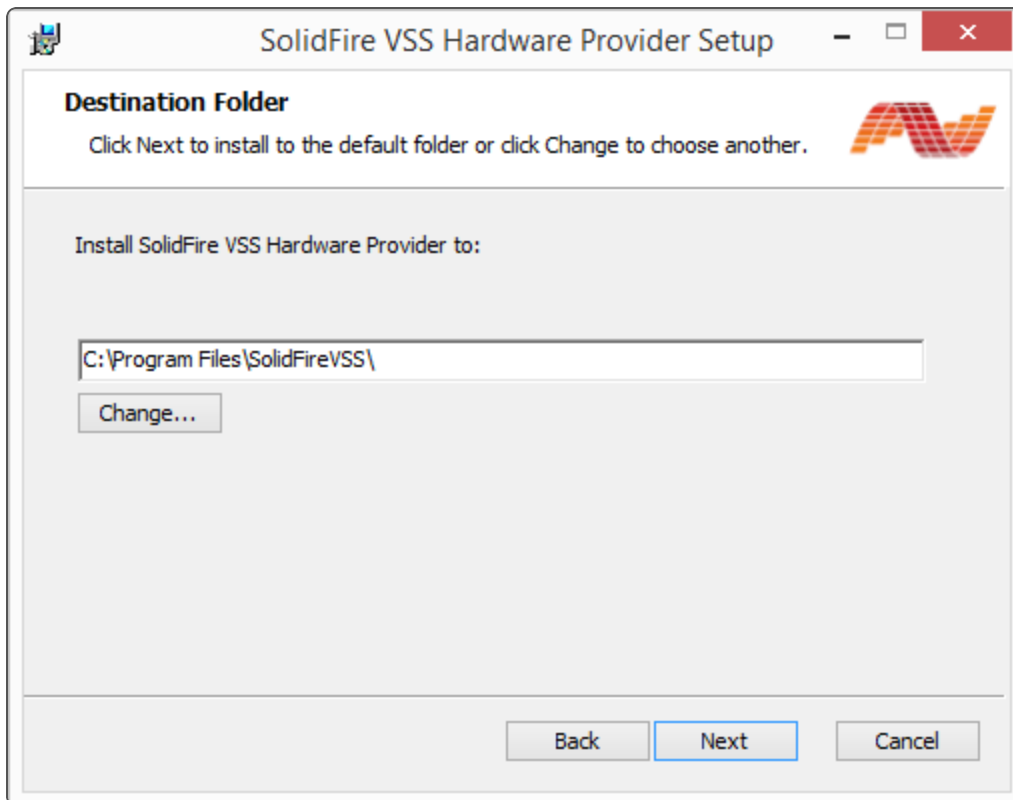 SolidFire VSS Hardware Provider Setup
Destination Folder
Click Next to install to the default folder or click Change to choose another.
Install SolidFire VSS Hardware Provider to:
C:\Program Files\SolidFireVSS\
Change...
Back Next Cancel